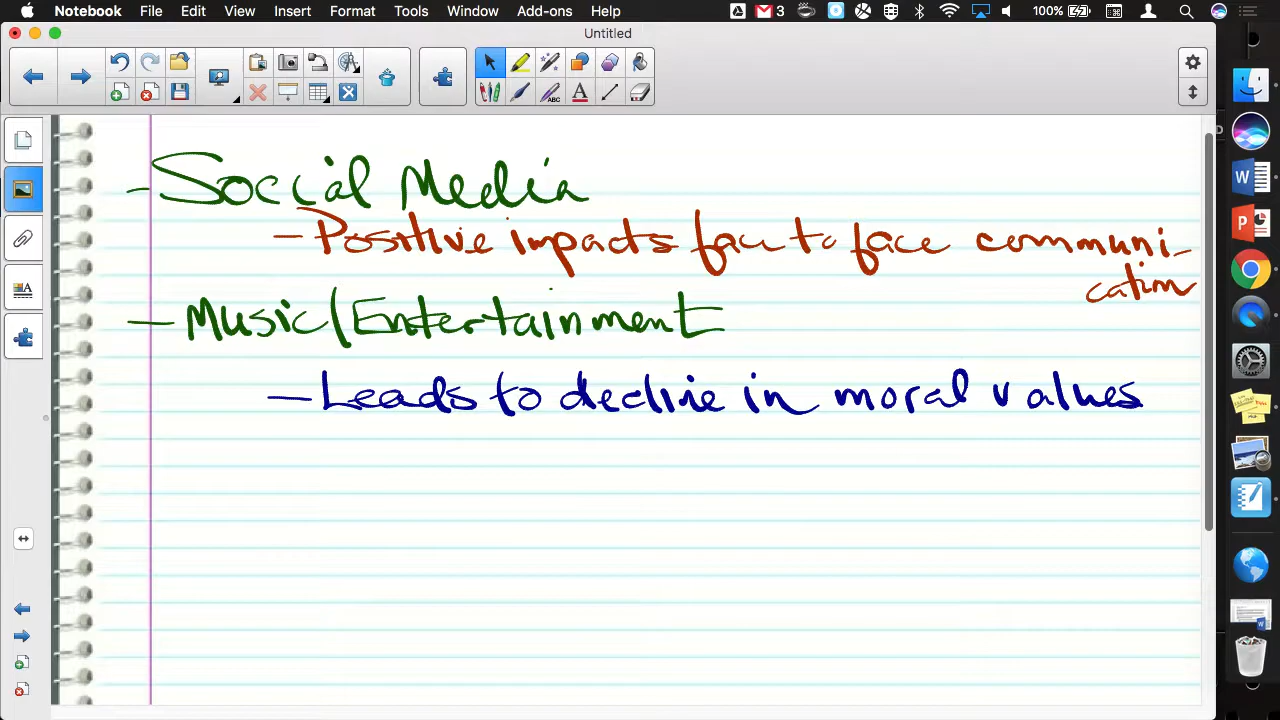 Notebook File Edit View Insert Format Tools Window Add-ons Help 3 100%
Untitled
- Social Media
- Positive impacts face to face communi-
cation
- Music/Entertainment
- Leads to decline in moral values